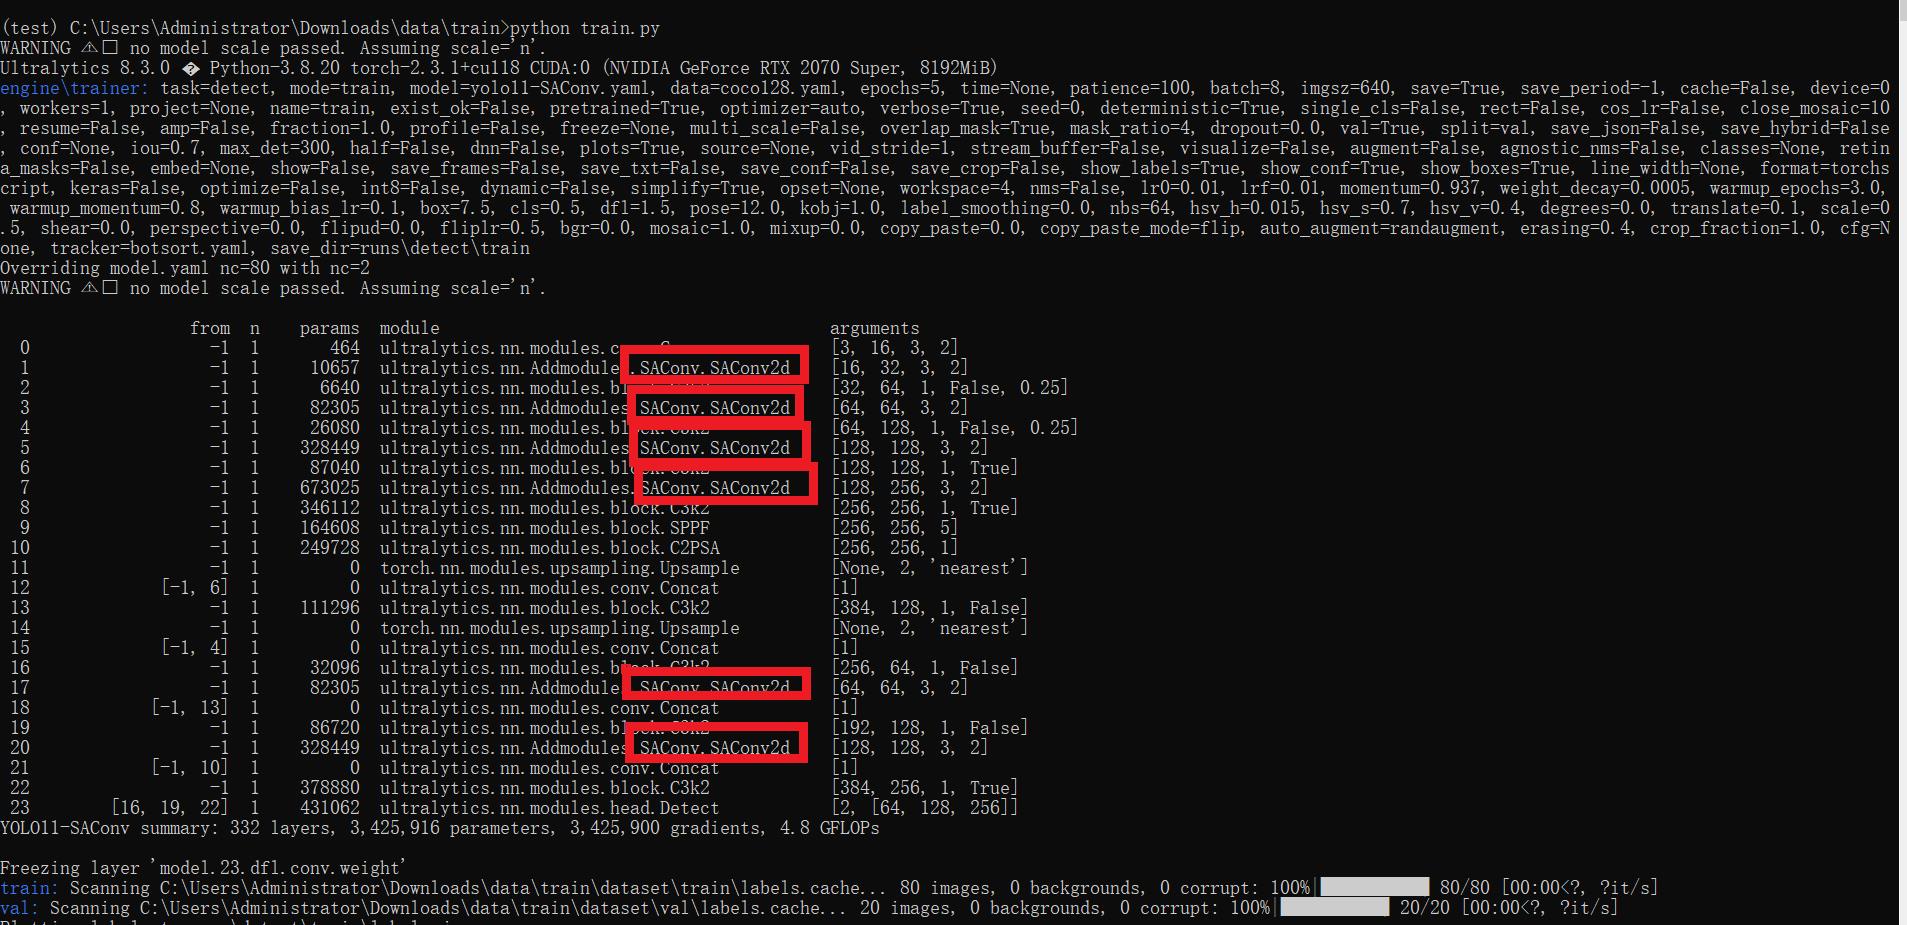 (test) C:\Users\Administrator\Downloads\data\train>python train.py
WARNING ⚠□ no model scale passed. Assuming scale='n'.
Ultralytics 8.3.0 � Python-3.8.20 torch-2.3.1+cu118 CUDA:0 (NVIDIA GeForce RTX 2070 Super, 8192MiB)
engine\trainer: task=detect, mode=train, model=yolo11-SAConv.yaml, data=coco128.yaml, epochs=5, time=None, patience=100, batch=8, imgsz=640, save=True, save_period=-1, cache=False, device=0
, workers=1, project=None, name=train, exist_ok=False, pretrained=True, optimizer=auto, verbose=True, seed=0, deterministic=True, single_cls=False, rect=False, cos_lr=False, close_mosaic=10
, resume=False, amp=False, fraction=1.0, profile=False, freeze=None, multi_scale=False, overlap_mask=True, mask_ratio=4, dropout=0.0, val=True, split=val, save_json=False, save_hybrid=False
, conf=None, iou=0.7, max_det=300, half=False, dnn=False, plots=True, source=None, vid_stride=1, stream_buffer=False, visualize=False, augment=False, agnostic_nms=False, classes=None, retin
a_masks=False, embed=None, show=False, save_frames=False, save_txt=False, save_conf=False, save_crop=False, show_labels=True, show_conf=True, show_boxes=True, line_width=None, format=torchs
cript, keras=False, optimize=False, int8=False, dynamic=False, simplify=True, opset=None, workspace=4, nms=False, lr0=0.01, lrf=0.01, momentum=0.937, weight_decay=0.0005, warmup_epochs=3.0,
warmup_momentum=0.8, warmup_bias_lr=0.1, box=7.5, cls=0.5, dfl=1.5, pose=12.0, kobj=1.0, label_smoothing=0.0, nbs=64, hsv_h=0.015, hsv_s=0.7, hsv_v=0.4, degrees=0.0, translate=0.1, scale=0
.5, shear=0.0, perspective=0.0, flipud=0.0, fliplr=0.5, bgr=0.0, mosaic=1.0, mixup=0.0, copy_paste=0.0, copy_paste_mode=flip, auto_augment=randaugment, erasing=0.4, crop_fraction=1.0, cfg=N
one, tracker=botsort.yaml, save_dir=runs\detect\train
Overriding model.yaml nc=80 with nc=2
WARNING ⚠□ no model scale passed. Assuming scale='n'.
from n params module arguments
0 -1 1 464 ultralytics.nn.modules. [3, 16, 3, 2]
1 -1 1 10657 ultralytics.nn.Addmodules.SAConv.SAConv2d [16, 32, 3, 2]
2 -1 1 6640 ultralytics.nn.modules. [32, 64, 1, False, 0.25]
3 -1 1 82305 ultralytics.nn.Addmodules.SAConv.SAConv2d [64, 64, 3, 2]
4 -1 1 26080 ultralytics.nn.modules.block.C3k2 [64, 128, 1, False, 0.25]
5 -1 1 328449 ultralytics.nn.Addmodules.SAConv.SAConv2d [128, 128, 3, 2]
6 -1 1 87040 ultralytics.nn.modules.block.C3k2 [128, 128, 1, True]
7 -1 1 673025 ultralytics.nn.Addmodules.SAConv.SAConv2d [128, 256, 3, 2]
8 -1 1 346112 ultralytics.nn.modules.block.C3k2 [256, 256, 1, True]
9 -1 1 164608 ultralytics.nn.modules.block.SPPF [256, 256, 5]
10 -1 1 249728 ultralytics.nn.modules.block.C2PSA [256, 256, 1]
11 -1 1 0 torch.nn.modules.upsampling.Upsample [None, 2, 'nearest']
12 [-1, 6] 1 0 ultralytics.nn.modules.conv.Concat [1]
13 -1 1 111296 ultralytics.nn.modules.block.C3k2 [384, 128, 1, False]
14 -1 1 0 torch.nn.modules.upsampling.Upsample [None, 2, 'nearest']
15 [-1, 4] 1 0 ultralytics.nn.modules.conv.Concat [1]
16 -1 1 32096 ultralytics.nn.modules.block.C3k2 [256, 64, 1, False]
17 -1 1 82305 ultralytics.nn.Addmodules.SAConv.SAConv2d [64, 64, 3, 2]
18 [-1, 13] 1 0 ultralytics.nn.modules.conv.Concat [1]
19 -1 1 86720 ultralytics.nn.modules.block.C3k2 [192, 128, 1, False]
20 -1 1 328449 ultralytics.nn.Addmodules.SAConv.SAConv2d [128, 128, 3, 2]
21 [-1, 10] 1 0 ultralytics.nn.modules.conv.Concat [1]
22 -1 1 378880 ultralytics.nn.modules.block.C3k2 [384, 256, 1, True]
23 [16, 19, 22] 1 431062 ultralytics.nn.modules.head.Detect [2, [64, 128, 256]]
YOLO11-SAConv summary: 332 layers, 3,425,916 parameters, 3,425,900 gradients, 4.8 GFLOPs
Freezing layer 'model.23.dfl.conv.weight'
train: Scanning C:\Users\Administrator\Downloads\data\train\dataset\train\labels.cache... 80 images, 0 backgrounds, 0 corrupt: 100%|██████████| 80/80 [00:00<?, ?it/s]
val: Scanning C:\Users\Administrator\Downloads\data\train\dataset\val\labels.cache... 20 images, 0 backgrounds, 0 corrupt: 100%|██████████| 20/20 [00:00<?, ?it/s]